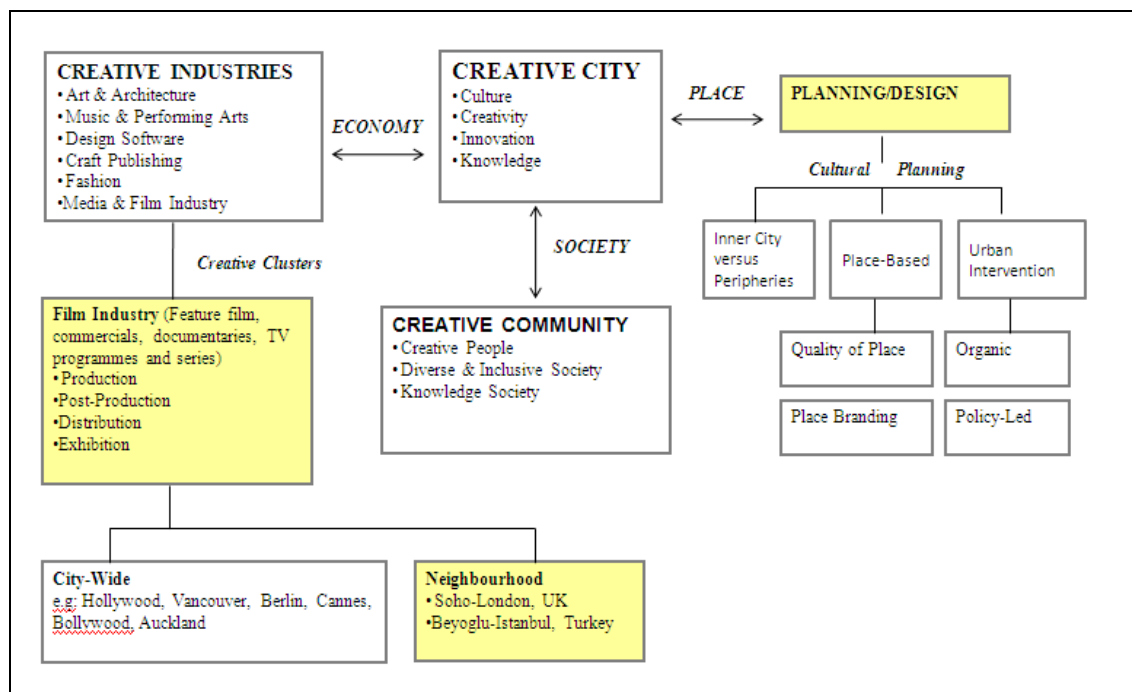 CREATIVE INDUSTRIES
•Art & Architecture
•Music & Performing Arts
•Design Software
•Craft Publishing
•Fashion
•Media & Film Industry
ECONOMY
CREATIVE CITY
•Culture
•Creativity
•Innovation
•Knowledge
PLACE
PLANNING/DESIGN
Cultural Planning
Inner City
versus
Peripheries
Place-Based
Urban
Intervention
Quality of Place
Organic
Place Branding
Policy-Led
SOCIETY
CREATIVE COMMUNITY
•Creative People
•Diverse & Inclusive Society
•Knowledge Society
Creative Clusters
Film Industry (Feature film,
commercials, documentaries, TV
programmes and series)
•Production
•Post-Production
•Distribution
•Exhibition
City-Wide
e.g: Hollywood, Vancouver, Berlin, Cannes,
Bollywood, Auckland
Neighbourhood
•Soho-London, UK
•Beyoglu-Istanbul, Turkey